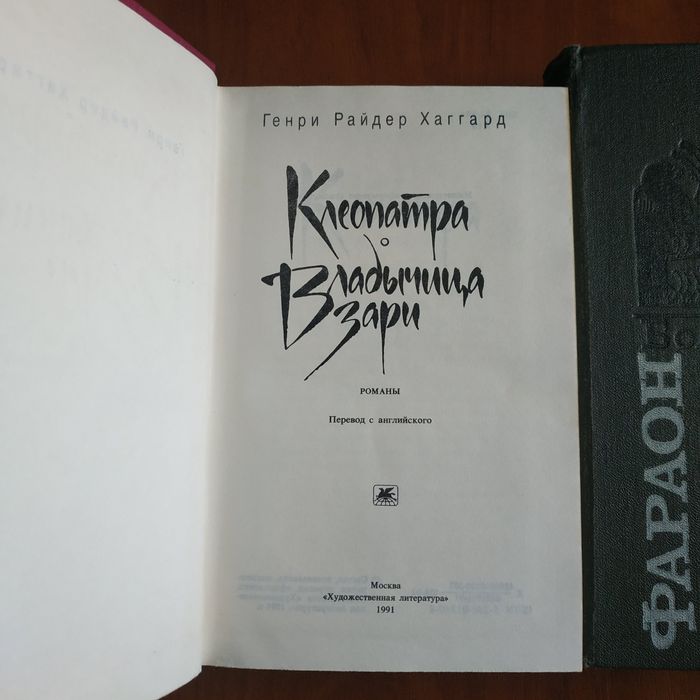 Генри Райдер Хаггард
Клеопатра
Владычица
зари
РОМАНЫ
Перевод с английского
Москва
«Художественная литература»
1991
ФАРАОН